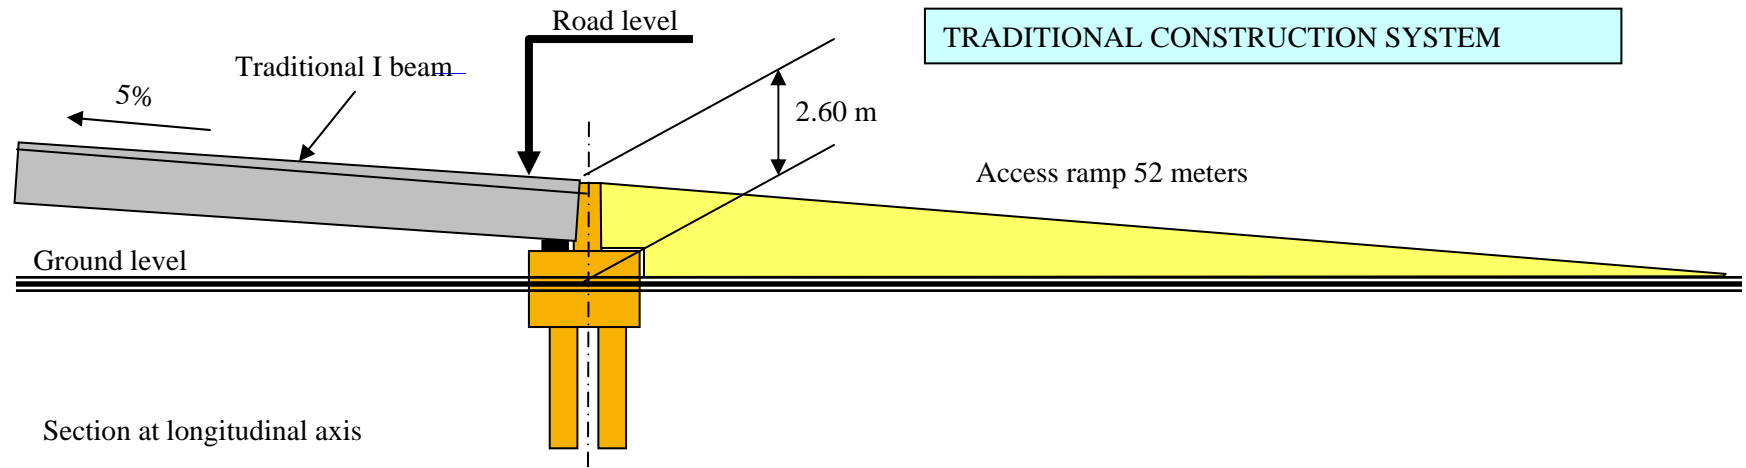 Road level
TRADITIONAL CONSTRUCTION SYSTEM
Traditional I beam
5%
2.60 m
Access ramp 52 meters
Ground level
Section at longitudinal axis